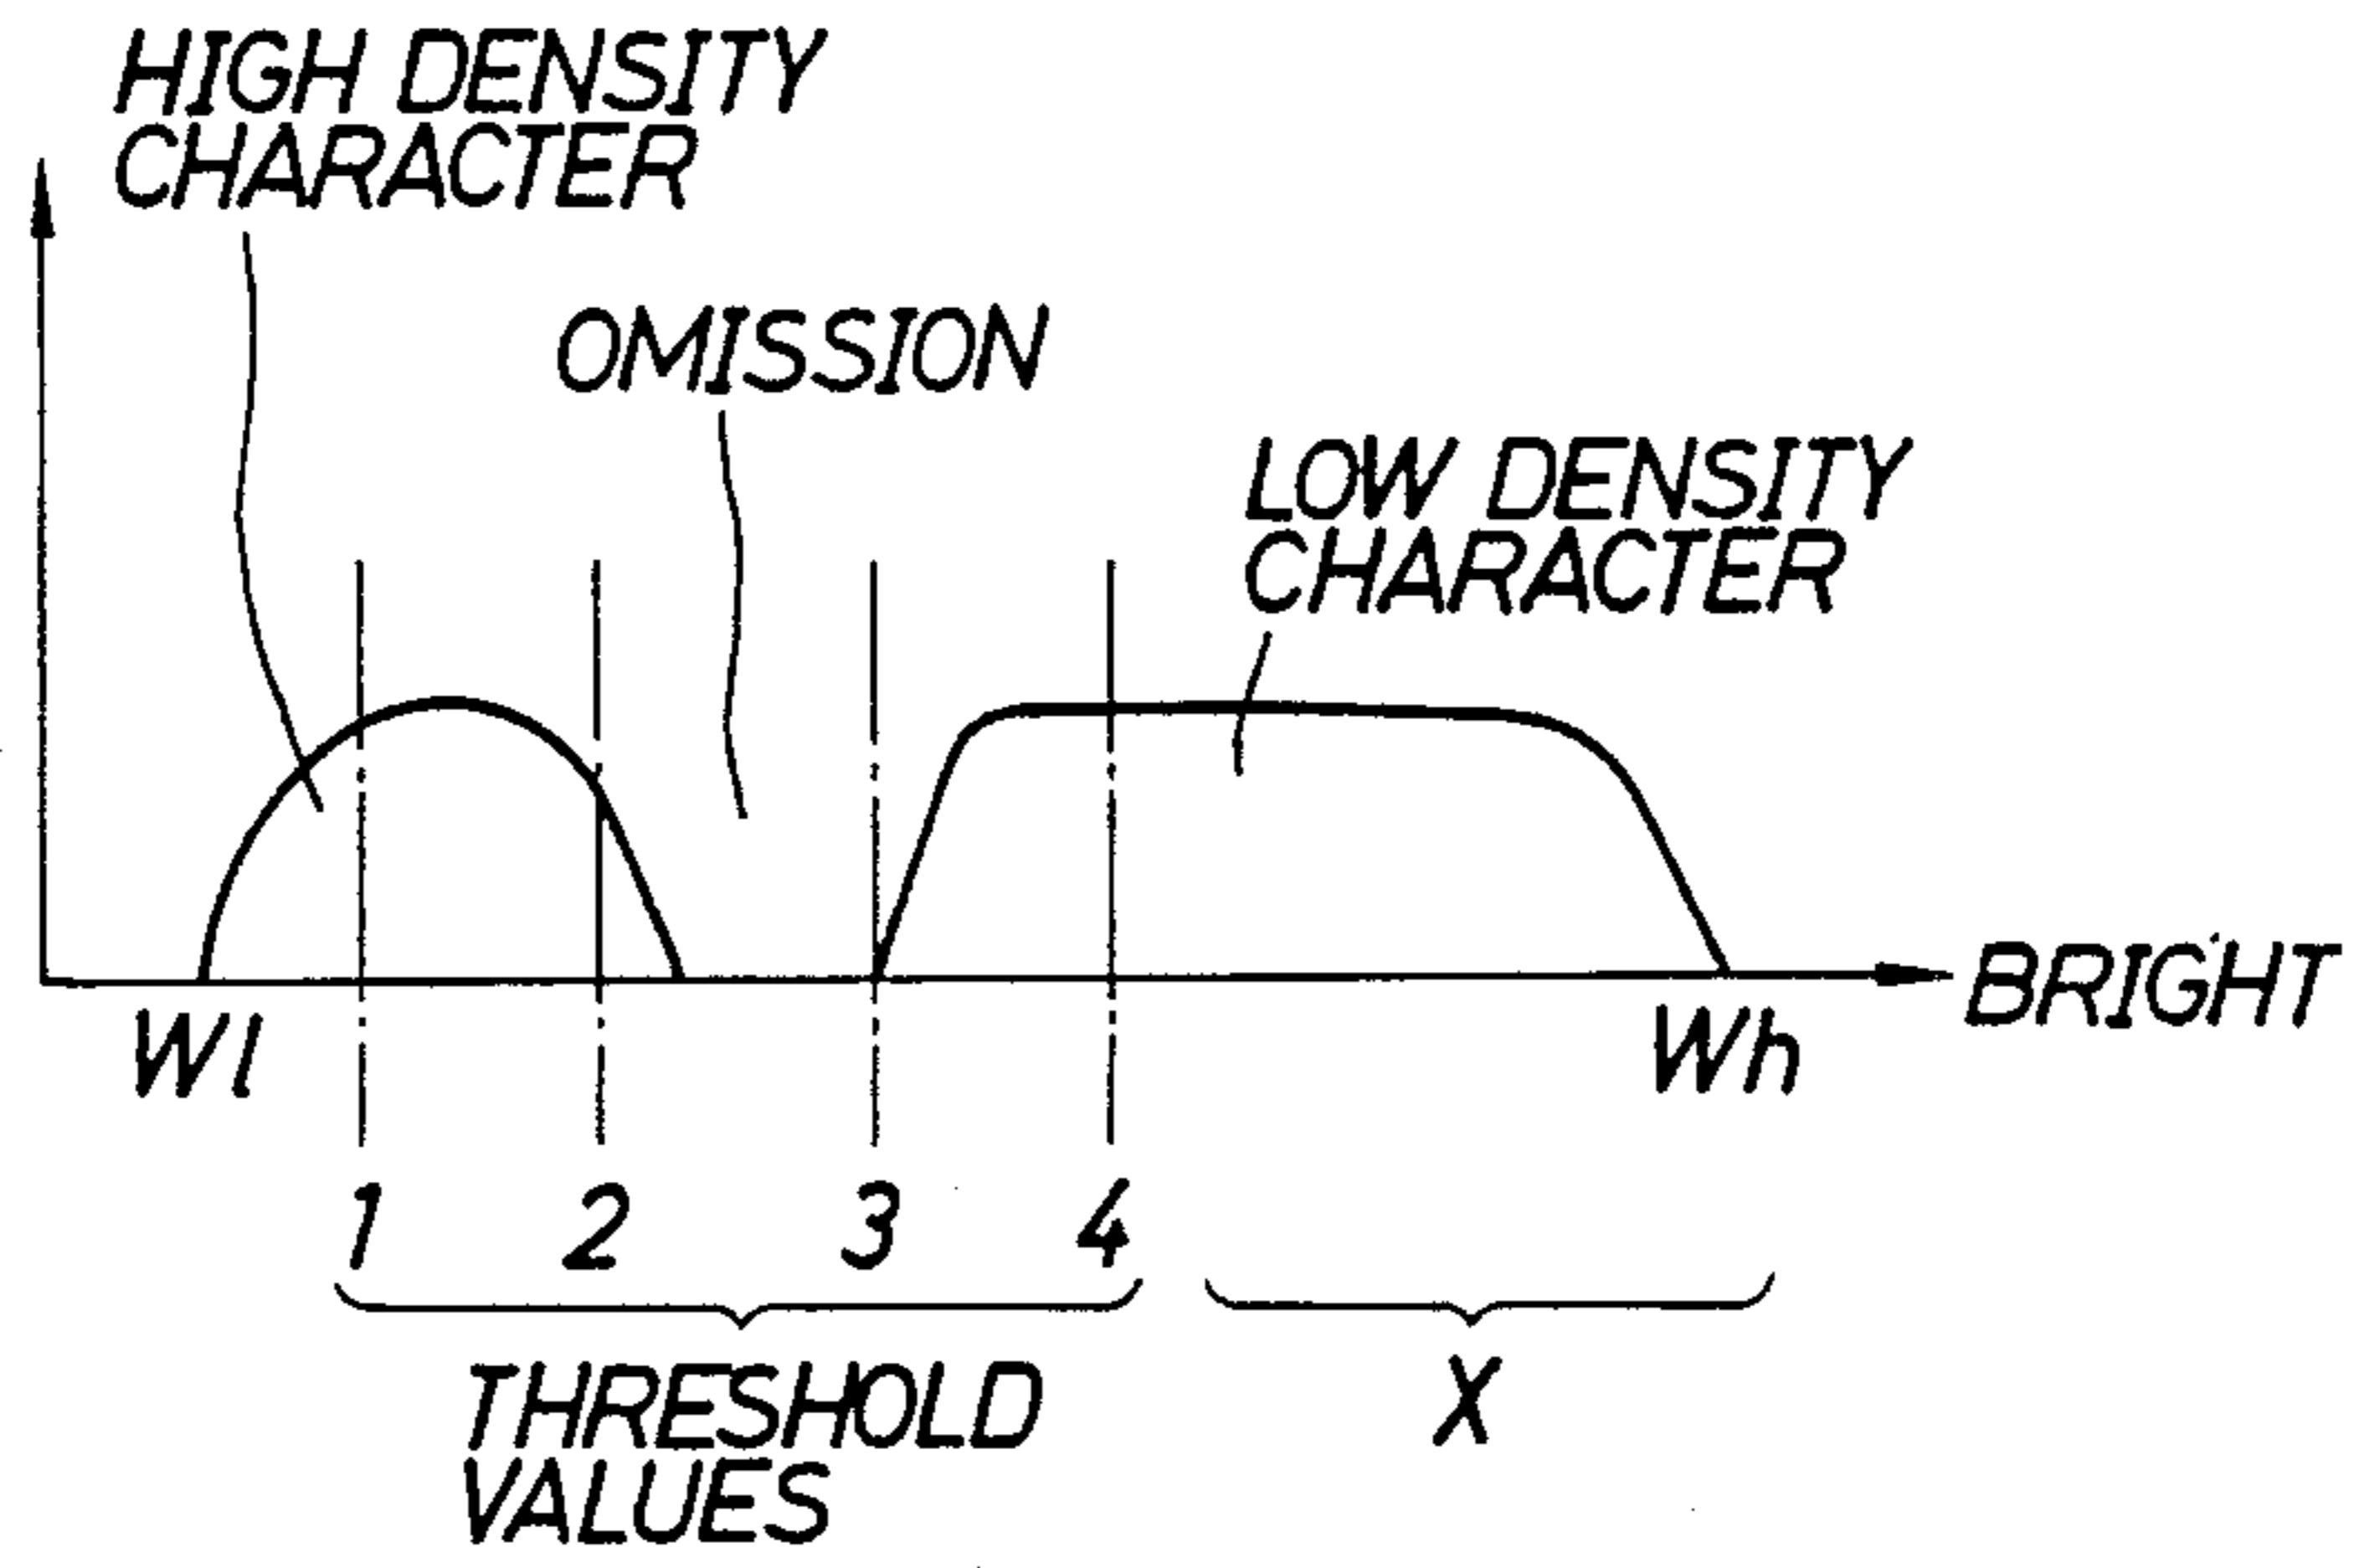 HIGH DENSITY
CHARACTER
OMISSION
LOW DENSITY
CHARACTER
BRIGHT
Wl
Wh
1 2 3 4
THRESHOLD
VALUES
X